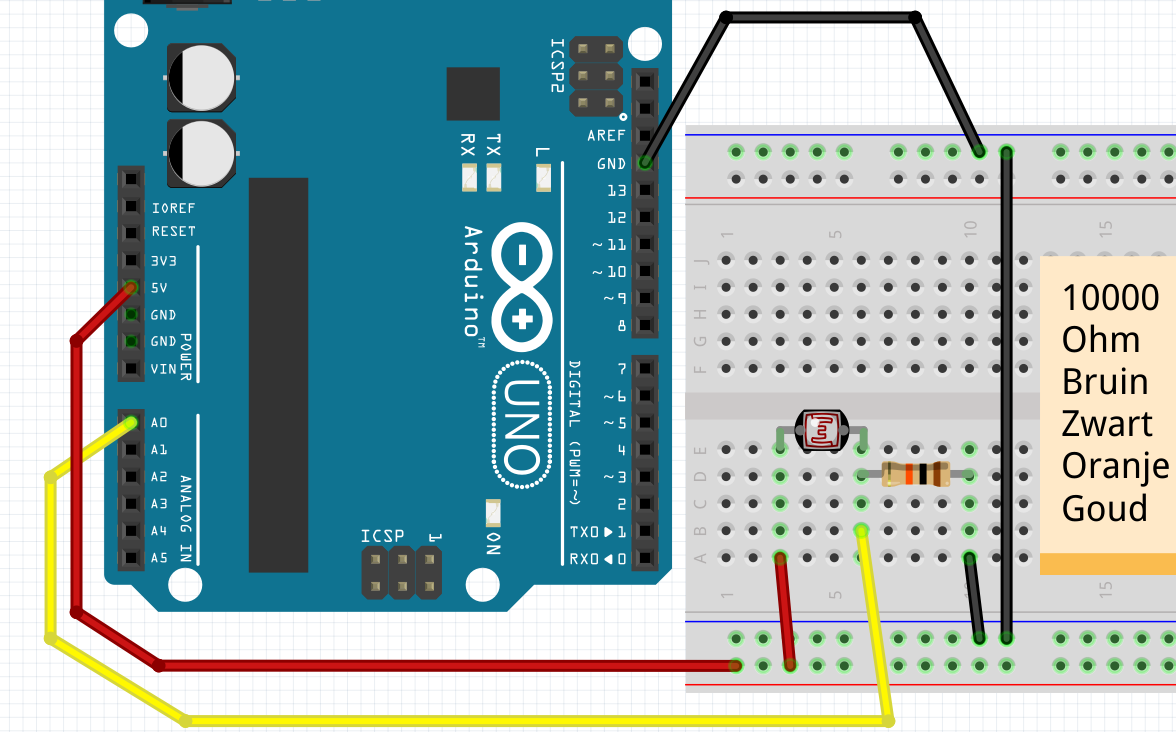 ICSP2
AREF
GND
RX
TX
L
13
12
~11
~10
~9
8
IOREF
RESET
3V3
5V
GND
GND
VIN
POWER
Arduino™
UNO
DIGITAL (PWM=~)
7
~6
~5
4
~3
2
TX0▶1
RX0◀0
A0
A1
A2
A3
A4
A5
ANALOG IN
ICSP
1
ON
1
5
10
15
J
I
H
G
F
E
D
C
B
A
1
5
10
15
10000
Ohm
Bruin
Zwart
Oranje
Goud